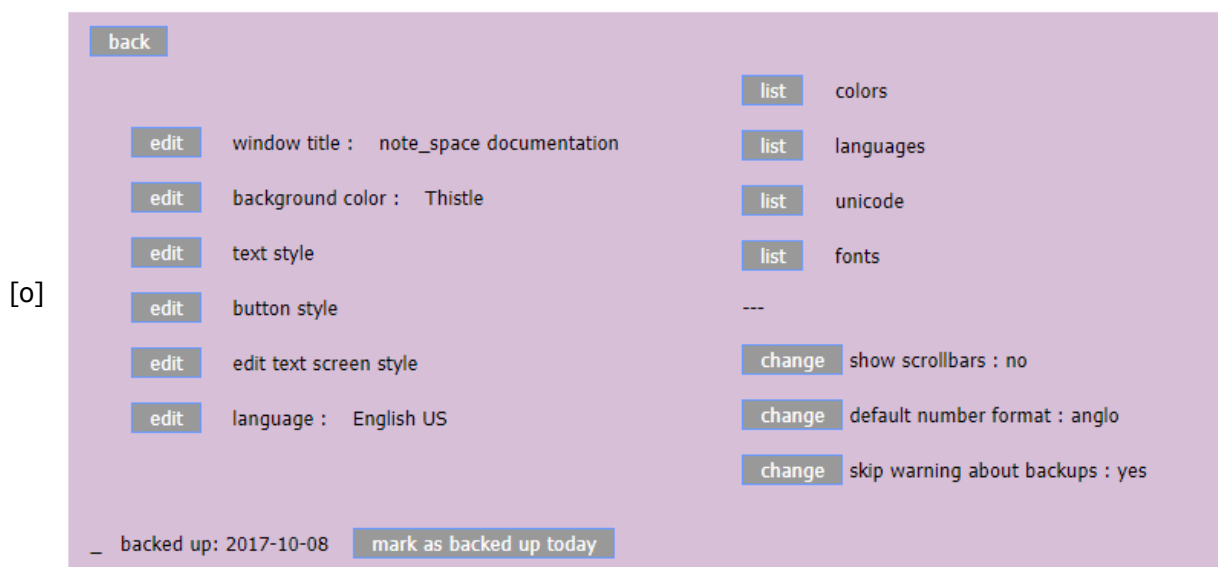 back
[o]
edit window title : note_space documentation
edit background color : Thistle
edit text style
edit button style
edit edit text screen style
edit language : English US
list colors
list languages
list unicode
list fonts
---
change show scrollbars : no
change default number format : anglo
change skip warning about backups : yes
_ backed up: 2017-10-08 mark as backed up today